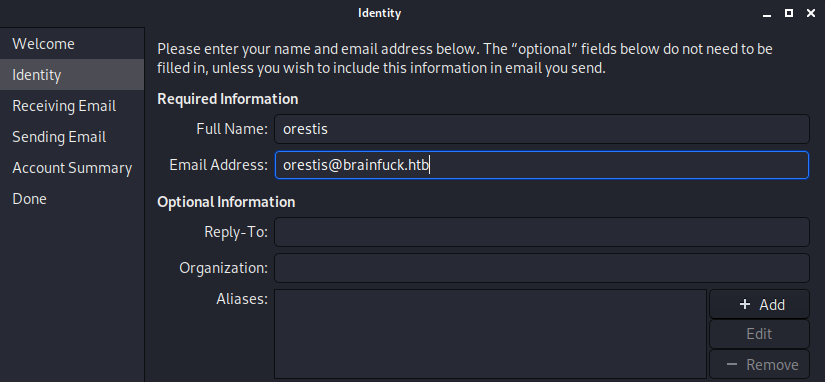 Identity
Welcome
Identity
Receiving Email
Sending Email
Account Summary
Done
Please enter your name and email address below. The “optional” fields below do not need to be
filled in, unless you wish to include this information in email you send.
Required Information
Full Name: orestis
Email Address: orestis@brainfuck.htb
Optional Information
Reply-To:
Organization:
Aliases:
+ Add
Edit
− Remove